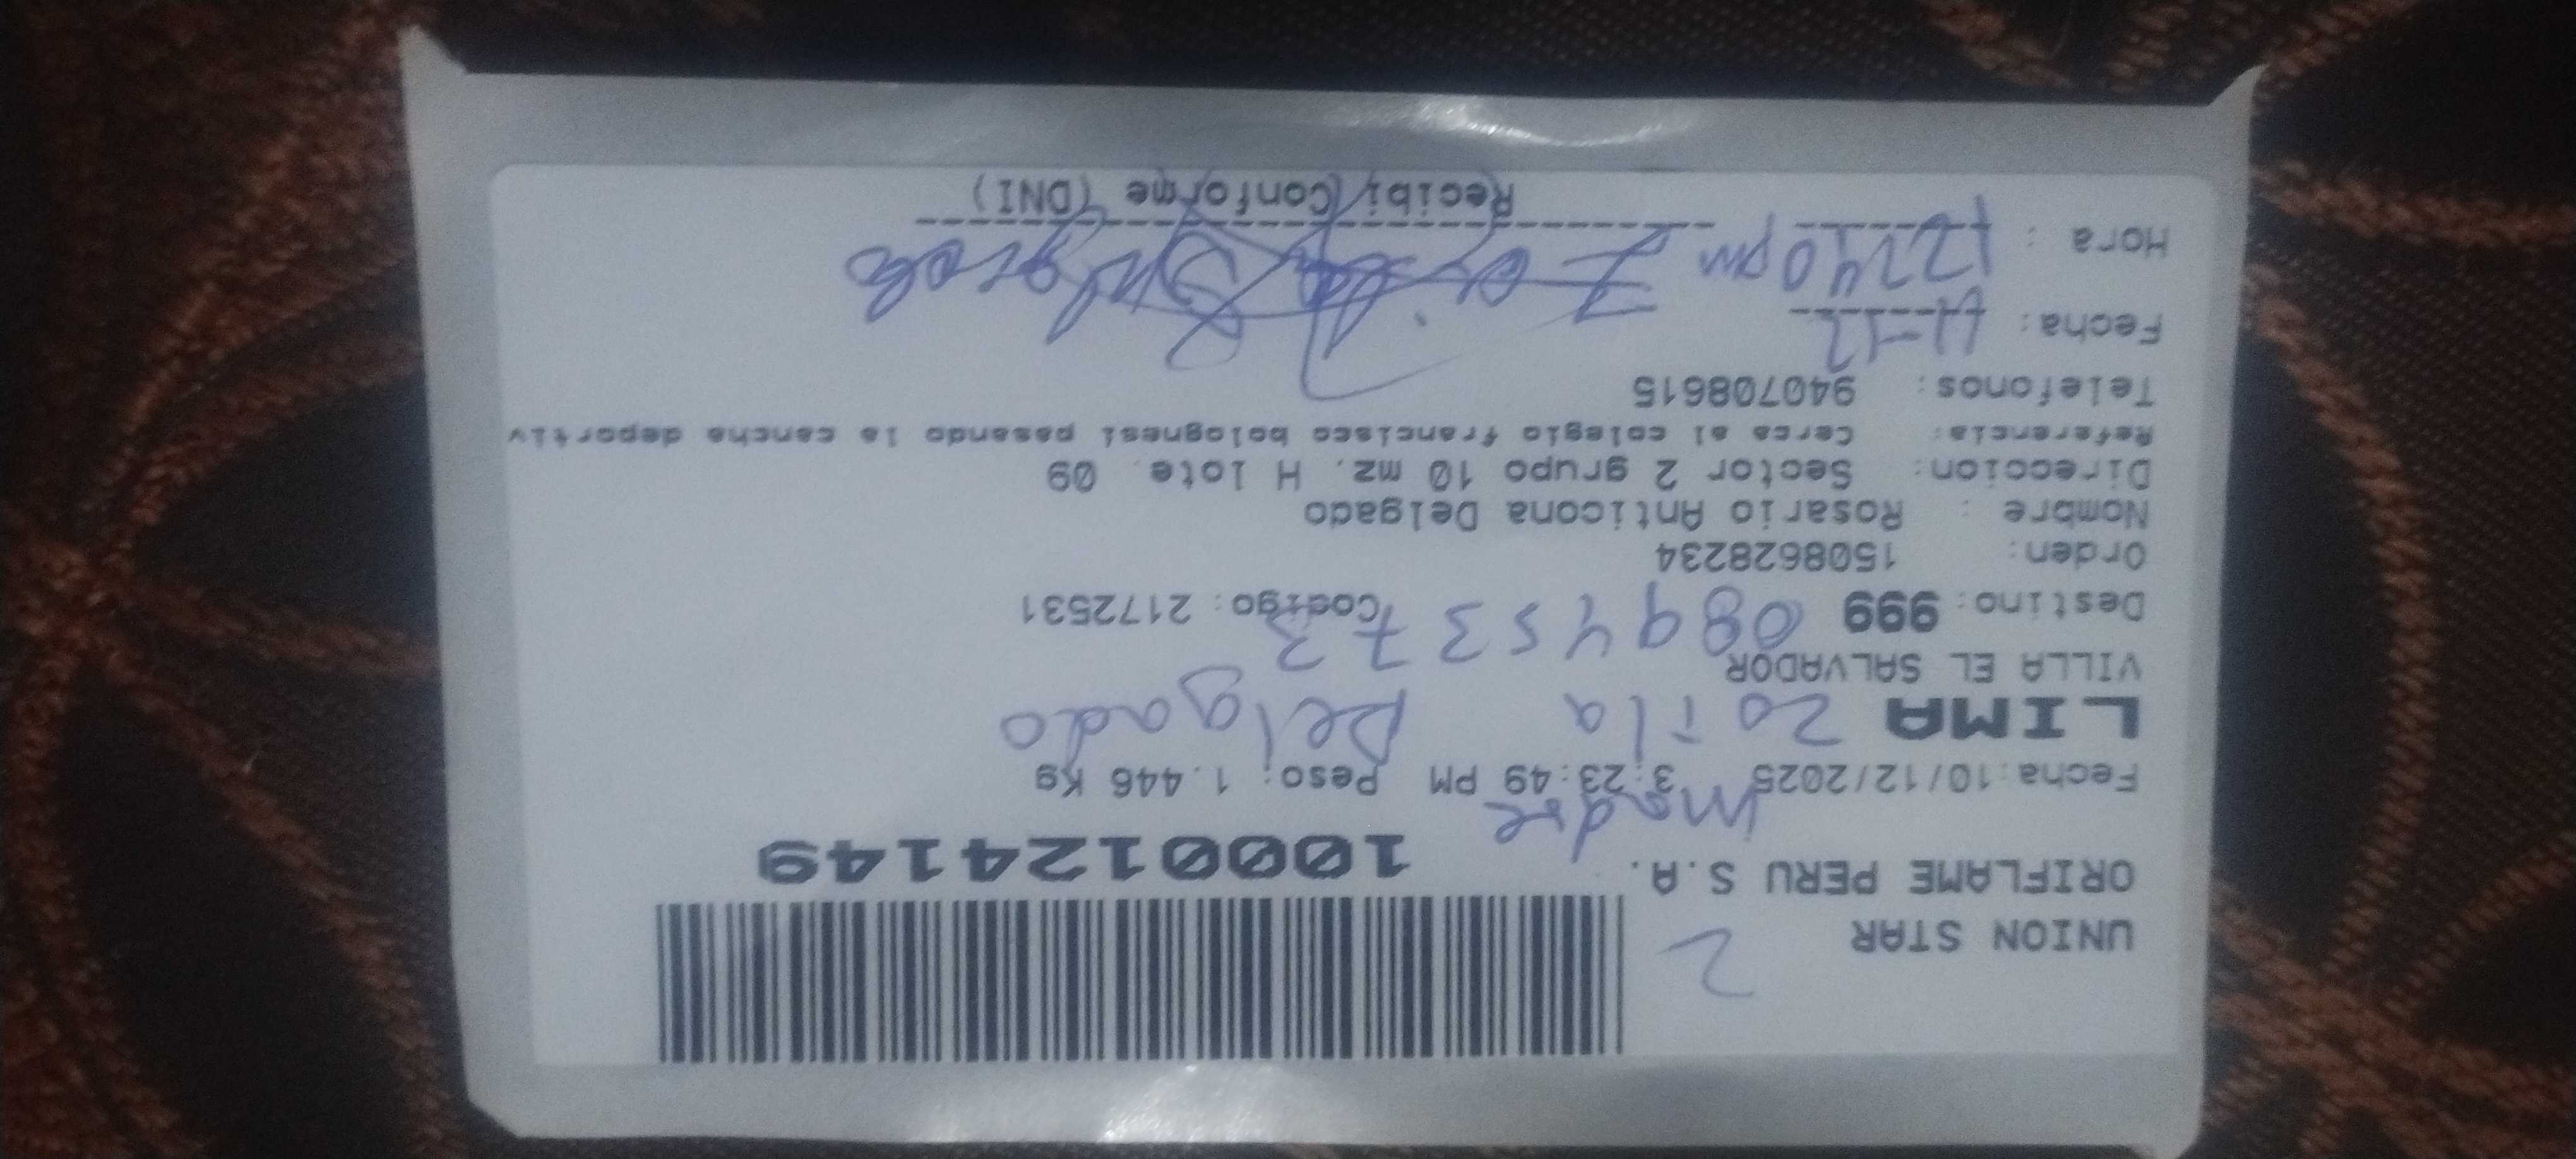 UNION STAR 2
ORIFLAME PERU S.A. 10001241149
madre
Fecha:10/12/2025 3:23:49 PM Peso: 1.446 Kg
LIMA Zoila Delgado
VILLA EL SALVADOR
08945373
Destino: 999 Codigo: 2172531
Orden: 1508628234
Nombre : Rosario Anticona Delgado
Direccion: Sector 2 grupo 10 mz. H lote. 09
Referencia: Cerca al colegio francisco bolognesi pasando la cancha deportiv
Telefonos: 940708615
Fecha: 11-12
Hora : 12:40pm
Recibi Conforme (DNI)